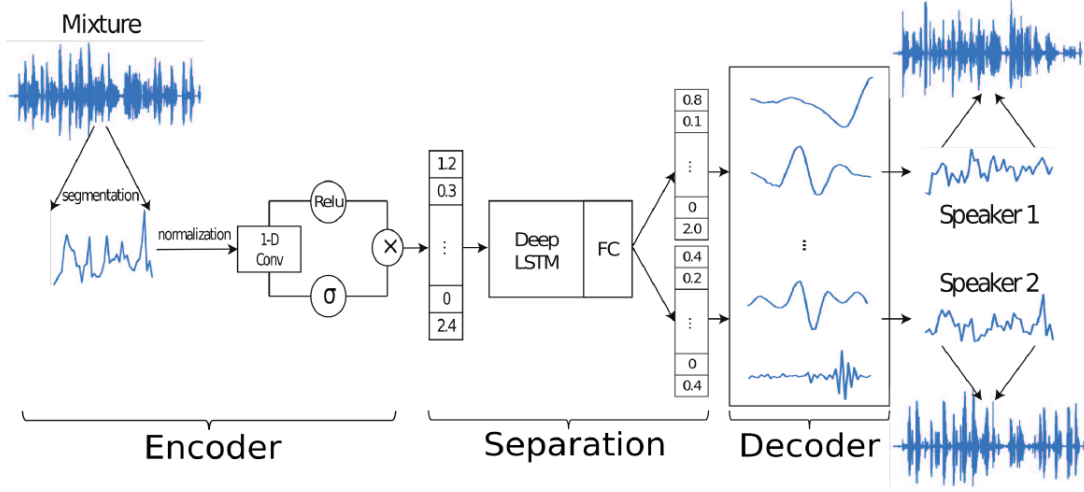 Mixture
segmentation
normalization
1-D
Conv
Relu
σ
×
1.2
0.3
...
0
2.4
Deep
LSTM
FC
0.8
0.1
...
0
2.0
0.4
0.2
...
0
0.4
...
Speaker 1
Speaker 2
Encoder
Separation
Decoder